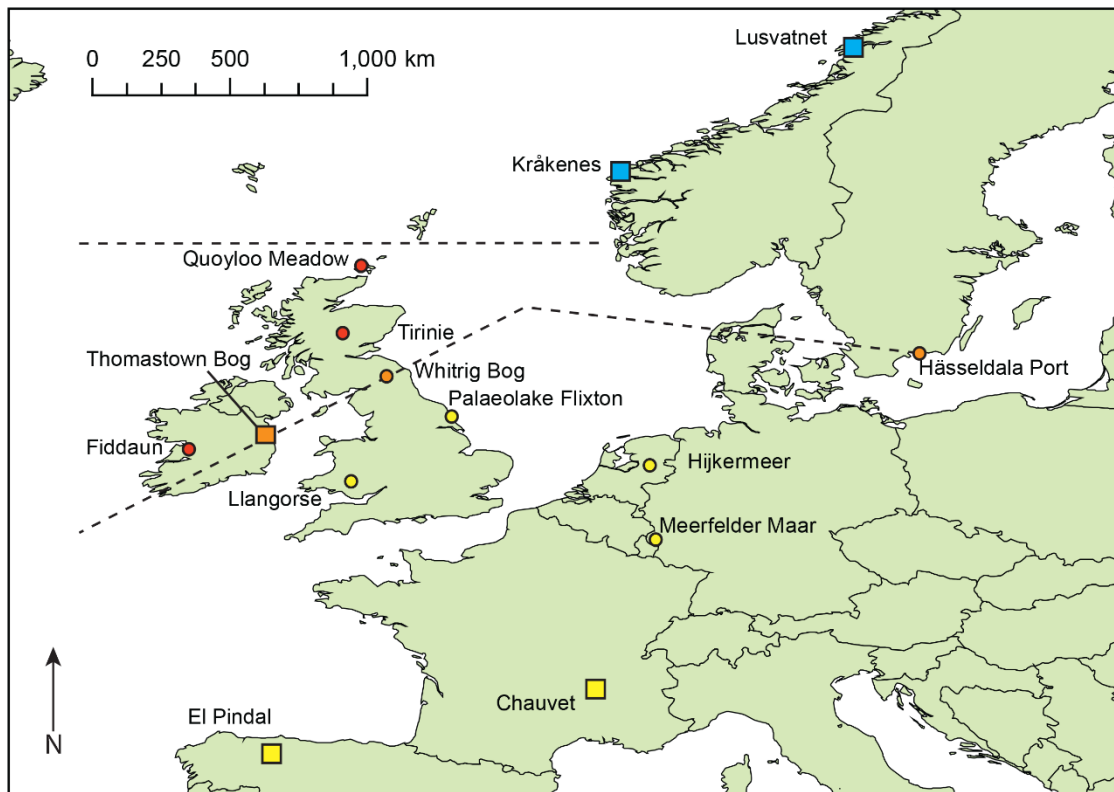 Lusvatnet
0 250 500 1,000 km
Kråkenes
Quoyloo Meadow
Tirinie
Thomastown Bog
Whitrig Bog
Hässeldala Port
Palaeolake Flixton
Fiddaun
Hijkermeer
Llangorse
Meerfelder Maar
Chauvet
El Pindal
N